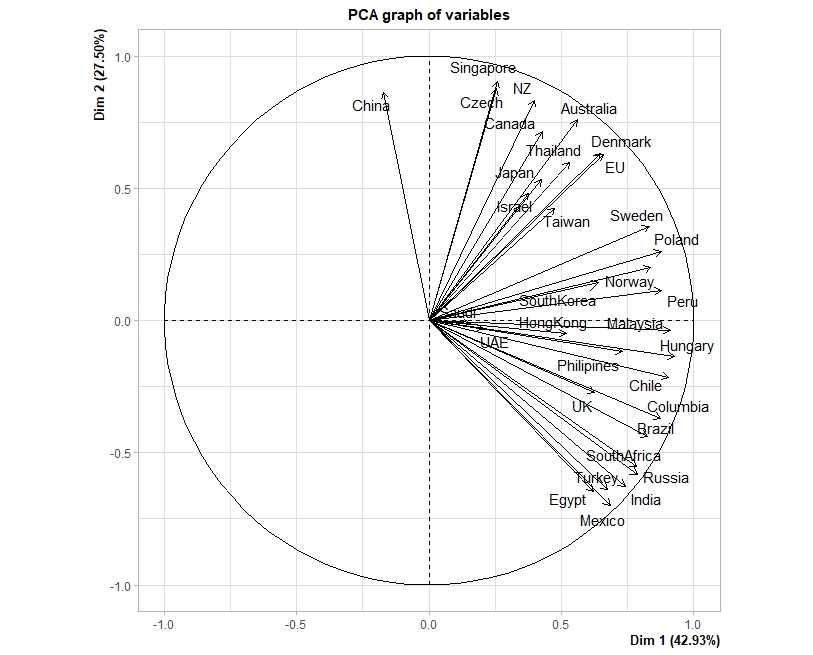 PCA graph of variables
Dim 2 (27.50%)
1.0
0.5
0.0
-0.5
-1.0
Singapore
NZ
China
Czech
Australia
Canada
Denmark
Thailand
EU
Japan
Israel
Sweden
Taiwan
Poland
Norway
SouthKorea
Peru
HongKong
Malaysia
UAE
Hungary
Philipines
Chile
UK
Columbia
Brazil
SouthAfrica
Turkey
Russia
Egypt
India
Mexico
-1.0
-0.5
0.0
0.5
1.0
Dim 1 (42.93%)